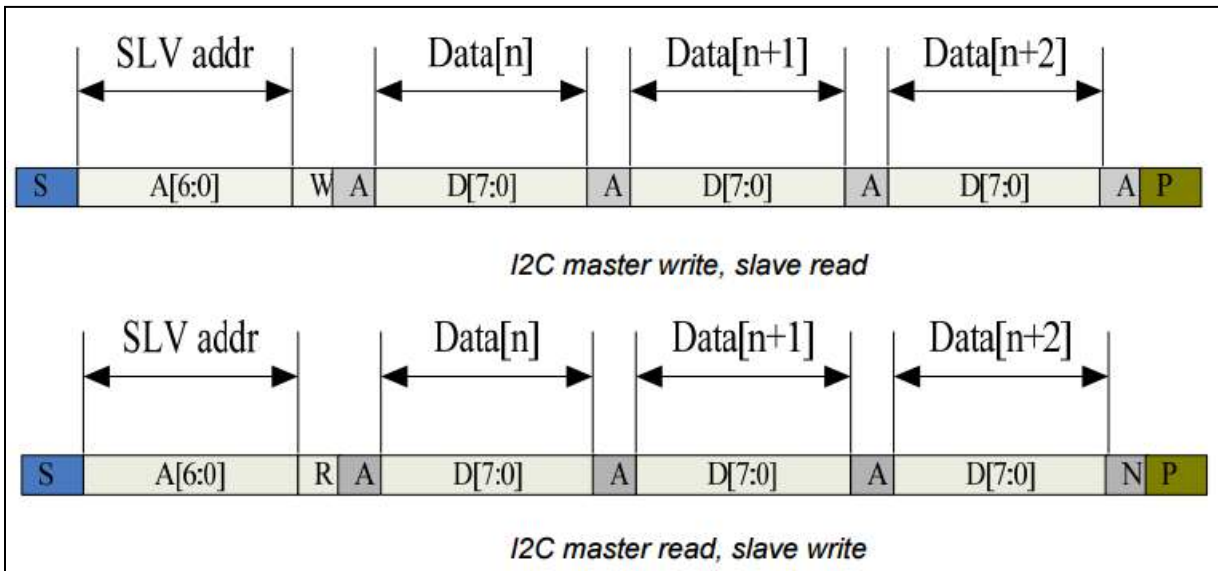 SLV addr Data[n] Data[n+1] Data[n+2]
S A[6:0] W A D[7:0] A D[7:0] A D[7:0] A P
I2C master write, slave read
SLV addr Data[n] Data[n+1] Data[n+2]
S A[6:0] R A D[7:0] A D[7:0] A D[7:0] N P
I2C master read, slave write